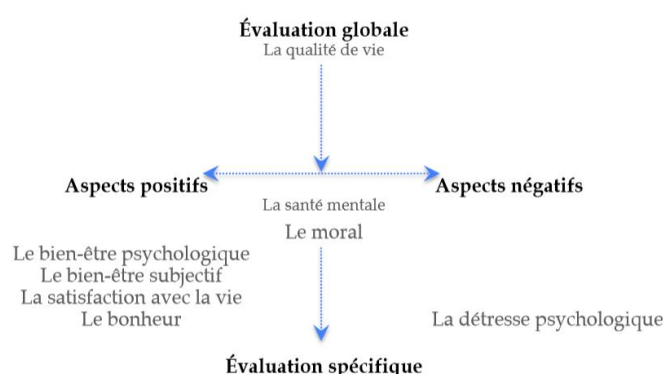 Évaluation globale
La qualité de vie
Aspects positifs
Aspects négatifs
La santé mentale
Le moral
Le bien-être psychologique
Le bien-être subjectif
La satisfaction avec la vie
Le bonheur
La détresse psychologique
Évaluation spécifique